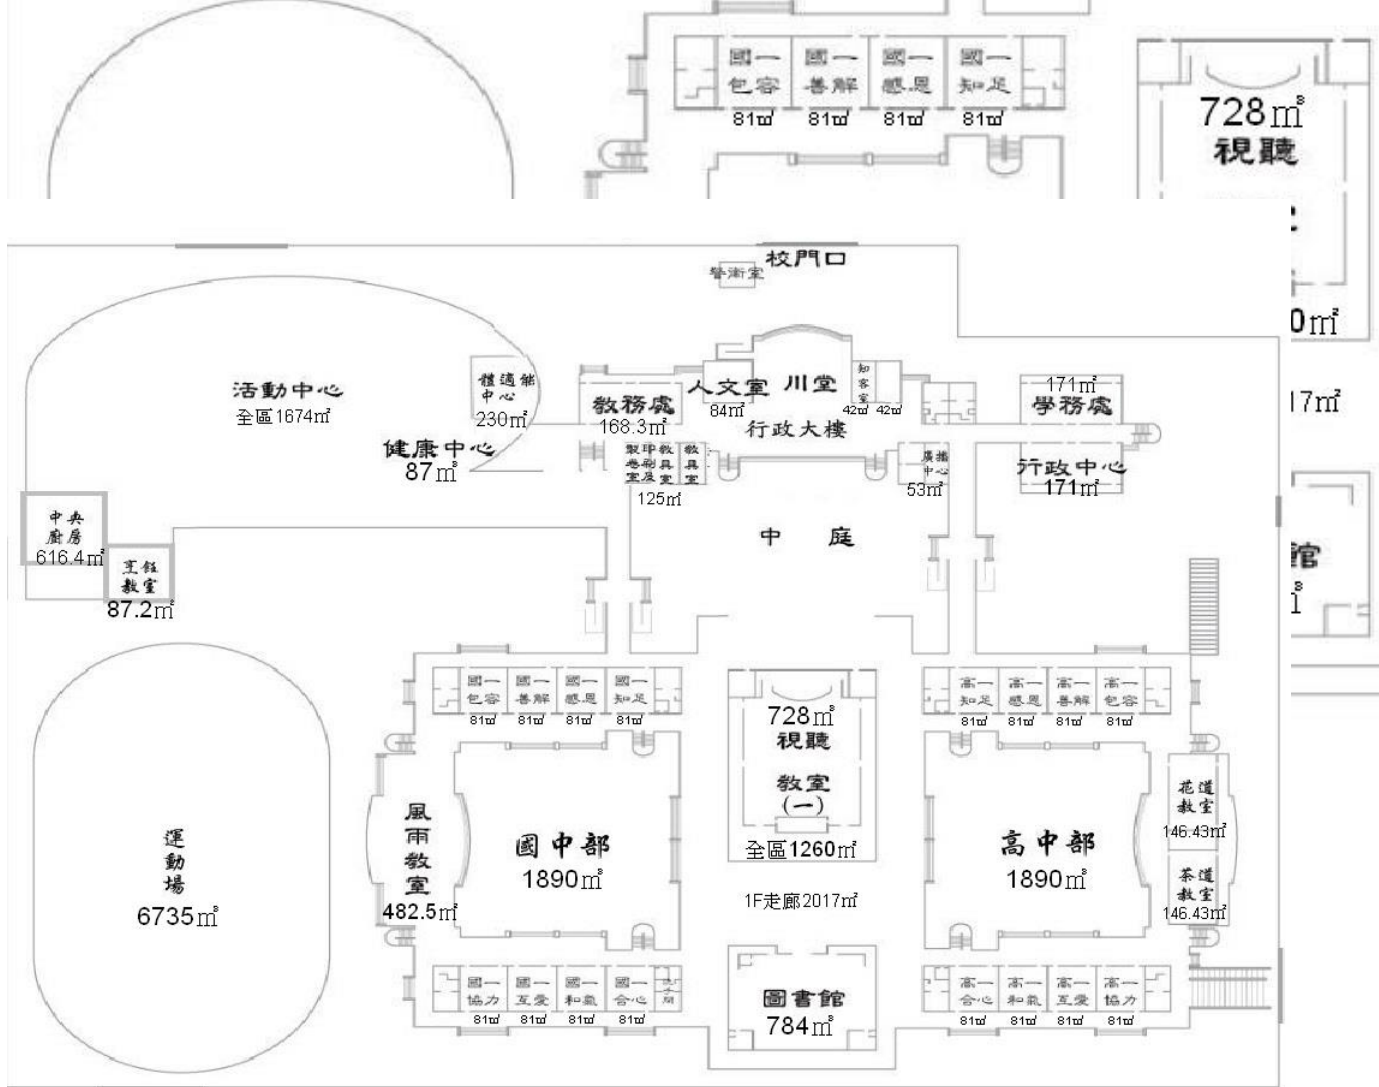 國一 國一 國一 國一
包容 善解 感恩 知足
81㎡ 81㎡ 81㎡ 81㎡
728㎡
視聽
0㎡
17㎡
館
校門口
警衛室
活動中心
全區1674㎡
體適能
中心
230㎡
健康中心
87㎡
教務處
168.3㎡
人文室
84㎡
川堂
知客室
42㎡ 42㎡
行政大樓
171㎡
學務處
行政中心
171㎡
製卷室
印刷及
教具室
教具室
125㎡
廣播
中心
53㎡
中庭
中央
廚房
616.4㎡
烹飪
教室
87.2㎡
國一 國一 國一 國一
包容 善解 感恩 知足
81㎡ 81㎡ 81㎡ 81㎡
728㎡
視聽
教室
(一)
全區1260㎡
高一 高一 高一 高一
知足 感恩 善解 包容
81㎡ 81㎡ 81㎡ 81㎡
運動場
6735㎡
風雨教室
482.5㎡
國中部
1890㎡
1F走廊2017㎡
高中部
1890㎡
花道
教室
146.43㎡
茶道
教室
146.43㎡
國一 國一 國一 國一
協力 互愛 和氣 合心
81㎡ 81㎡ 81㎡ 81㎡
圖書館
784㎡
高一 高一 高一 高一
合心 和氣 互愛 協力
81㎡ 81㎡ 81㎡ 81㎡